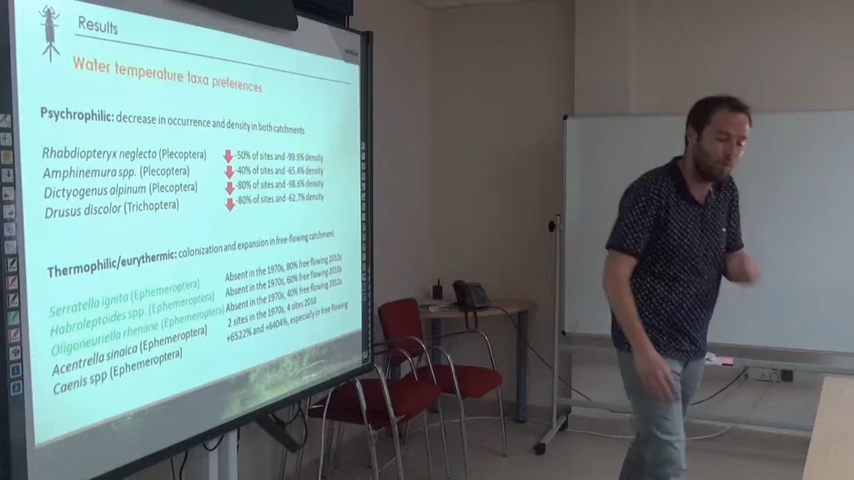 Results
Water temperature taxa preferences
Psychrophilic: decrease in occurrence and density in both catchments
Rhabdiopteryx neglecta (Plecoptera) -50% of sites and -99.9% density
Amphinemura spp. (Plecoptera) -40% of sites and -65.4% density
Dictyogenus alpinum (Plecoptera) -80% of sites and -98.6% density
Drusus discolor (Tricoptera) -80% of sites and -62.7% density
Thermophilic/eurytherm: colonization and expansion in free-flowing catchment
Serratella ignita (Ephemeroptera) Absent in the 1970s, 80% free flowing 2010s
Habroleptoides spp (Ephemeroptera) Absent in the 1970s, 60% free flowing 2010s
Oligoneuriella rhenane (Ephemeroptera) Absent in the 1970s, 40% free flowing 2010s
Acentrella sinaica (Ephemeroptera) 2 sites in the 1970s, 4 sites 2010
Caenis spp (Ephemeroptera) +6522% and +6404%, especially in free flowing